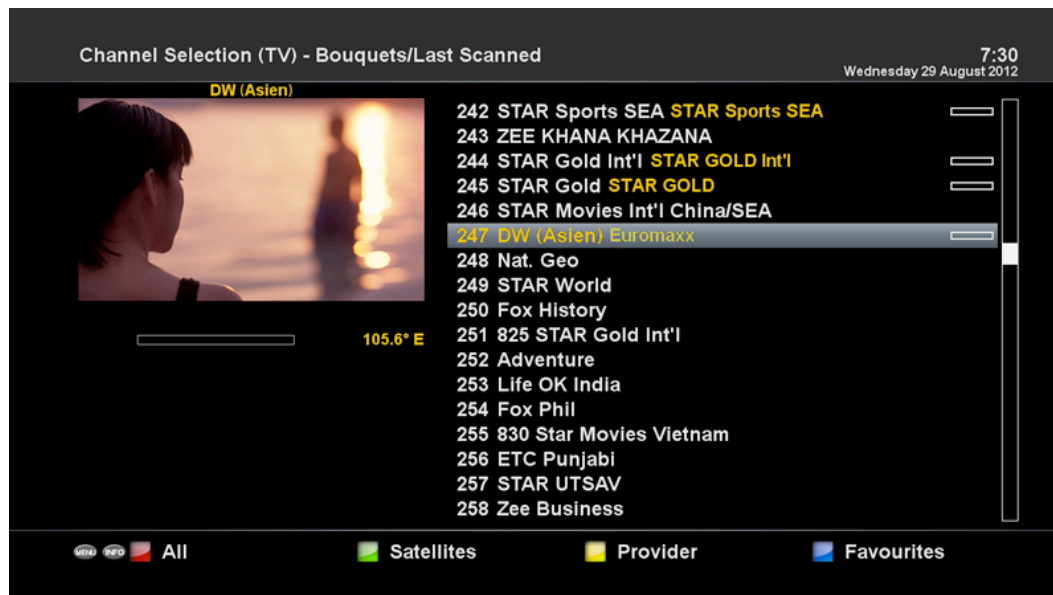 Channel Selection (TV) - Bouquets/Last Scanned
7:30
Wednesday 29 August 2012
DW (Asien)
242 STAR Sports SEA STAR Sports SEA
243 ZEE KHANA KHAZANA
244 STAR Gold Int'l STAR GOLD Int'l
245 STAR Gold STAR GOLD
246 STAR Movies Int'l China/SEA
247 DW (Asien) Euromaxx
248 Nat. Geo
249 STAR World
250 Fox History
105.6° E
251 825 STAR Gold Int'l
252 Adventure
253 Life OK India
254 Fox Phil
255 830 Star Movies Vietnam
256 ETC Punjabi
257 STAR UTSAV
258 Zee Business
MENU INFO All Satellites Provider Favourites